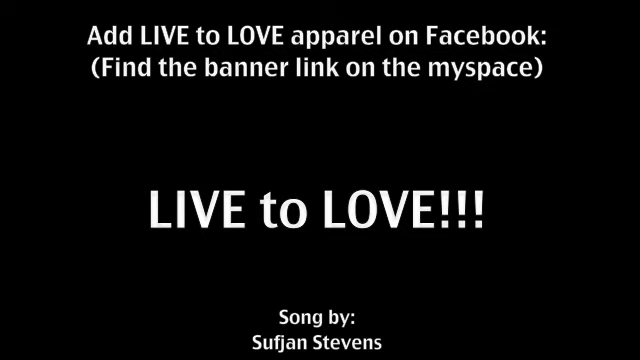 Add LIVE to LOVE apparel on Facebook:
(Find the banner link on the myspace)
LIVE to LOVE!!!
Song by:
Sufjan Stevens